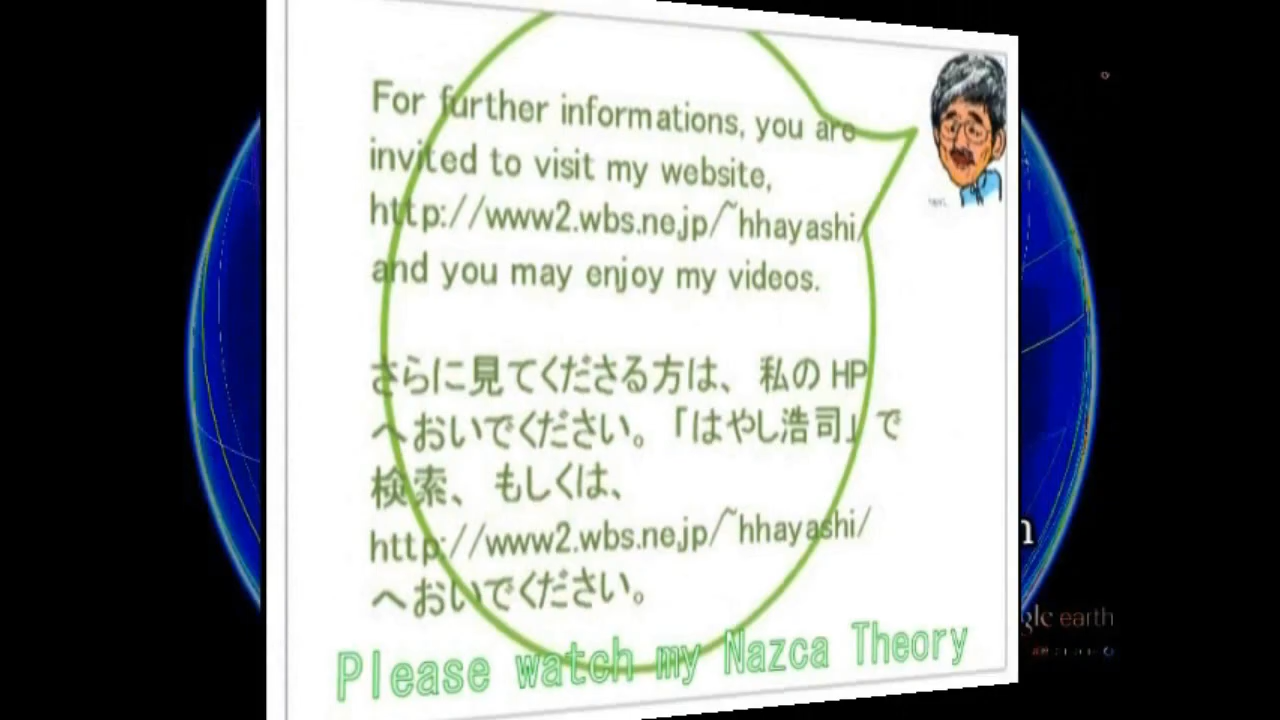 For further informations, you are
invited to visit my website,
http://www2.wbs.ne.jp/~hhayashi/
and you may enjoy my videos.
さらに見てくださる方は、私のHP
へおいでください。「はやし浩司」で
検索、もしくは、
http://www2.wbs.ne.jp/~hhayashi/
へおいでください。
Please watch my Nazca Theory
n
gle earth